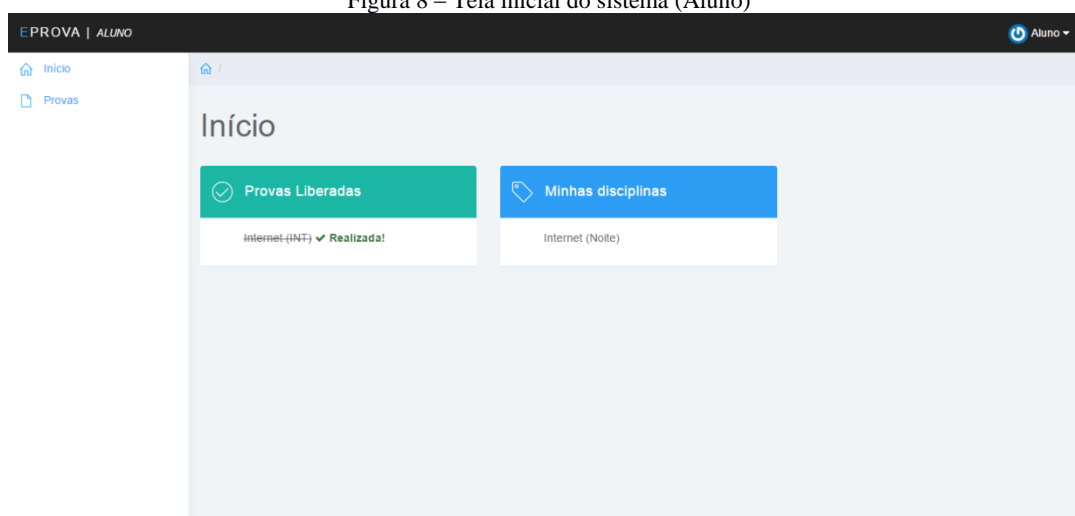 Figura 8 – Tela inicial do sistema (Aluno)
EPROVA | ALUNO
Aluno
Início
/
Provas
Início
Provas Liberadas
Minhas disciplinas
Internet (INT) ✔ Realizada!
Internet (Noite)